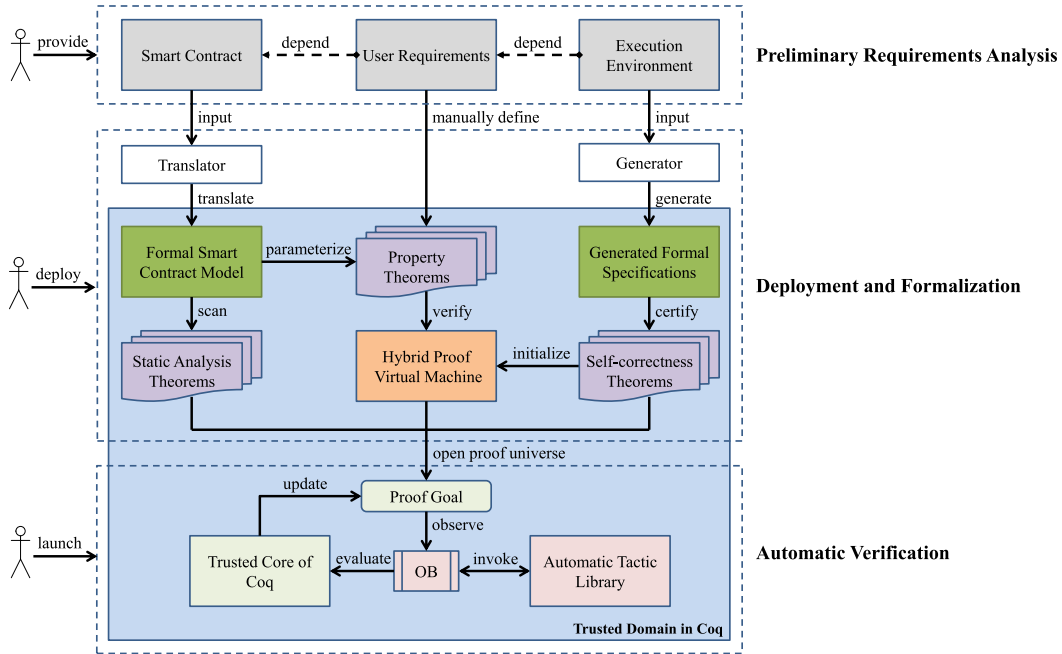 provide
Smart Contract
depend
User Requirements
depend
Execution
Environment
Preliminary Requirements Analysis
input
manually define
input
Translator
Generator
translate
generate
deploy
Formal Smart
Contract Model
parameterize
Property
Theorems
Generated Formal
Specifications
Deployment and Formalization
scan
verify
certify
Static Analysis
Theorems
Hybrid Proof
Virtual Machine
initialize
Self-correctness
Theorems
open proof universe
update
Proof Goal
observe
launch
Trusted Core of
Coq
evaluate
OB
invoke
Automatic Tactic
Library
Automatic Verification
Trusted Domain in Coq